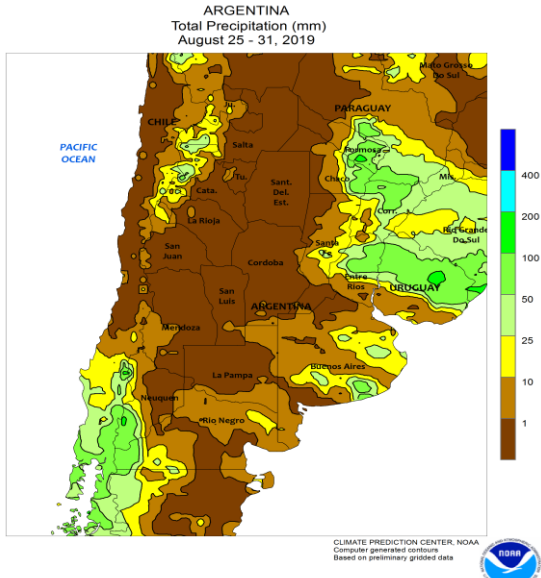 ARGENTINA
Total Precipitation (mm)
August 25 - 31, 2019
Mato Grosso
Do Sul
PARAGUAY
Ju.
CHILE
PACIFIC
OCEAN
Salta
Formosa
Tu.
Chaco
Mis.
Cata.
Sant.
Del.
Est.
Corr.
La Rioja
Rio Grande
Do Sul
Santa
Fe
San
Juan
Cordoba
Entre
Rios
URUGUAY
San
Luis
ARGENTINA
Mendoza
Buenos Aires
La Pampa
Neuquen
Rio Negro
400
200
100
50
25
10
1
CLIMATE PREDICTION CENTER, NOAA
Computer generated contours
Based on preliminary gridded data
NOAA